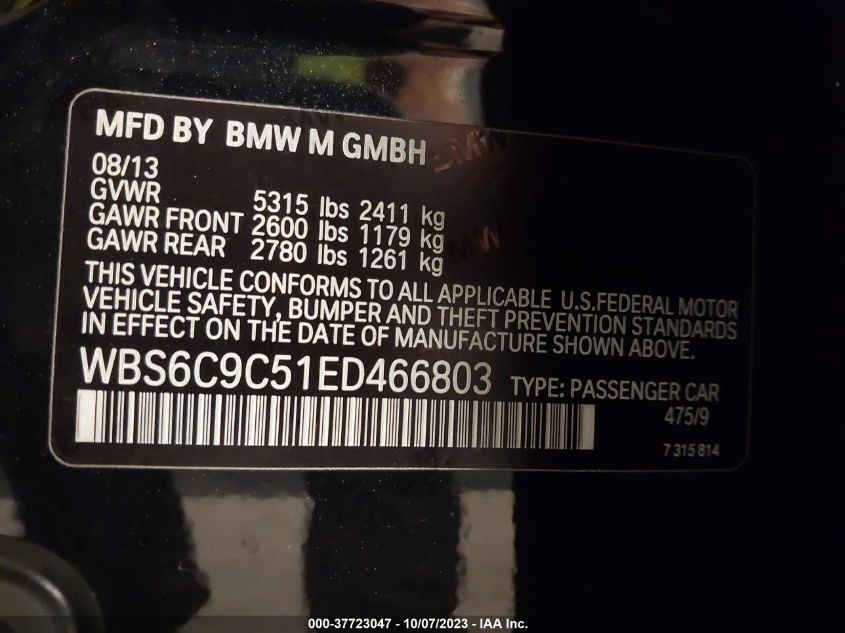 MFD BY BMW M GMBH
08/13
GVWR 5315 lbs 2411 kg
GAWR FRONT 2600 lbs 1179 kg
GAWR REAR 2780 lbs 1261 kg
THIS VEHICLE CONFORMS TO ALL APPLICABLE U.S.FEDERAL MOTOR
VEHICLE SAFETY, BUMPER AND THEFT PREVENTION STANDARDS
IN EFFECT ON THE DATE OF MANUFACTURE SHOWN ABOVE.
WBS6C9C51ED466803 TYPE: PASSENGER CAR
475/9
7 315 814
BMW
BMW
000-37723047 - 10/07/2023 - IAA Inc.